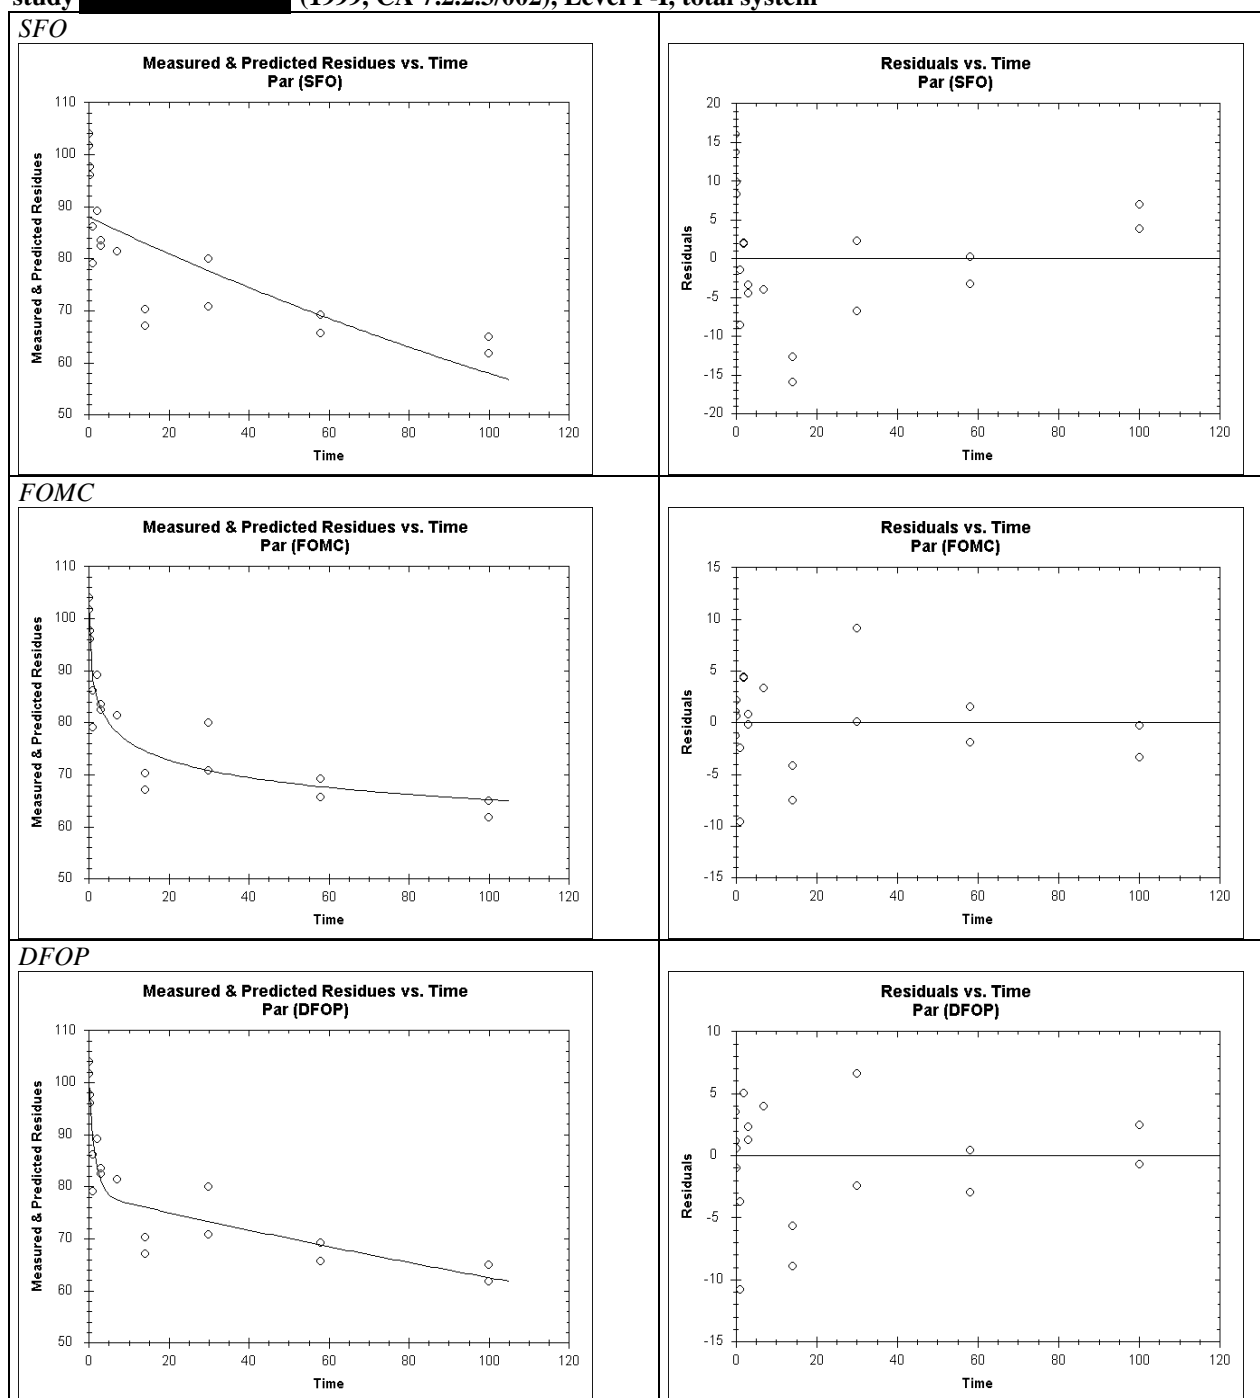 study (1999, CA 7.2.2.3/002), Level P-I, total system
SFO
Measured & Predicted Residues vs. Time
Par (SFO)
Measured & Predicted Residues
110
100
90
80
70
60
50
0 20 40 60 80 100 120
Time
Residuals vs. Time
Par (SFO)
Residuals
20
15
10
5
0
-5
-10
-15
-20
0 20 40 60 80 100 120
Time
FOMC
Measured & Predicted Residues vs. Time
Par (FOMC)
Measured & Predicted Residues
110
100
90
80
70
60
50
0 20 40 60 80 100 120
Time
Residuals vs. Time
Par (FOMC)
Residuals
15
10
5
0
-5
-10
-15
0 20 40 60 80 100 120
Time
DFOP
Measured & Predicted Residues vs. Time
Par (DFOP)
Measured & Predicted Residues
110
100
90
80
70
60
50
0 20 40 60 80 100 120
Time
Residuals vs. Time
Par (DFOP)
Residuals
10
5
0
-5
-10
-15
0 20 40 60 80 100 120
Time